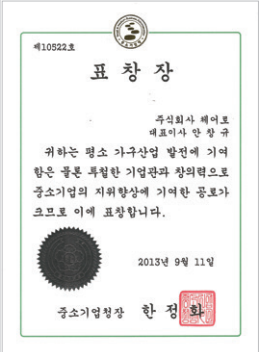 제10522호
표 창 장
주식회사 체어로
대표이사 안 창 규
귀하는 평소 가구산업 발전에 기여
함은 물론 투철한 기업관과 창의력으로
중소기업의 지위향상에 기여한 공로가
크므로 이에 표창합니다.
2013년 9월 11일
중소기업청장 한 정 화